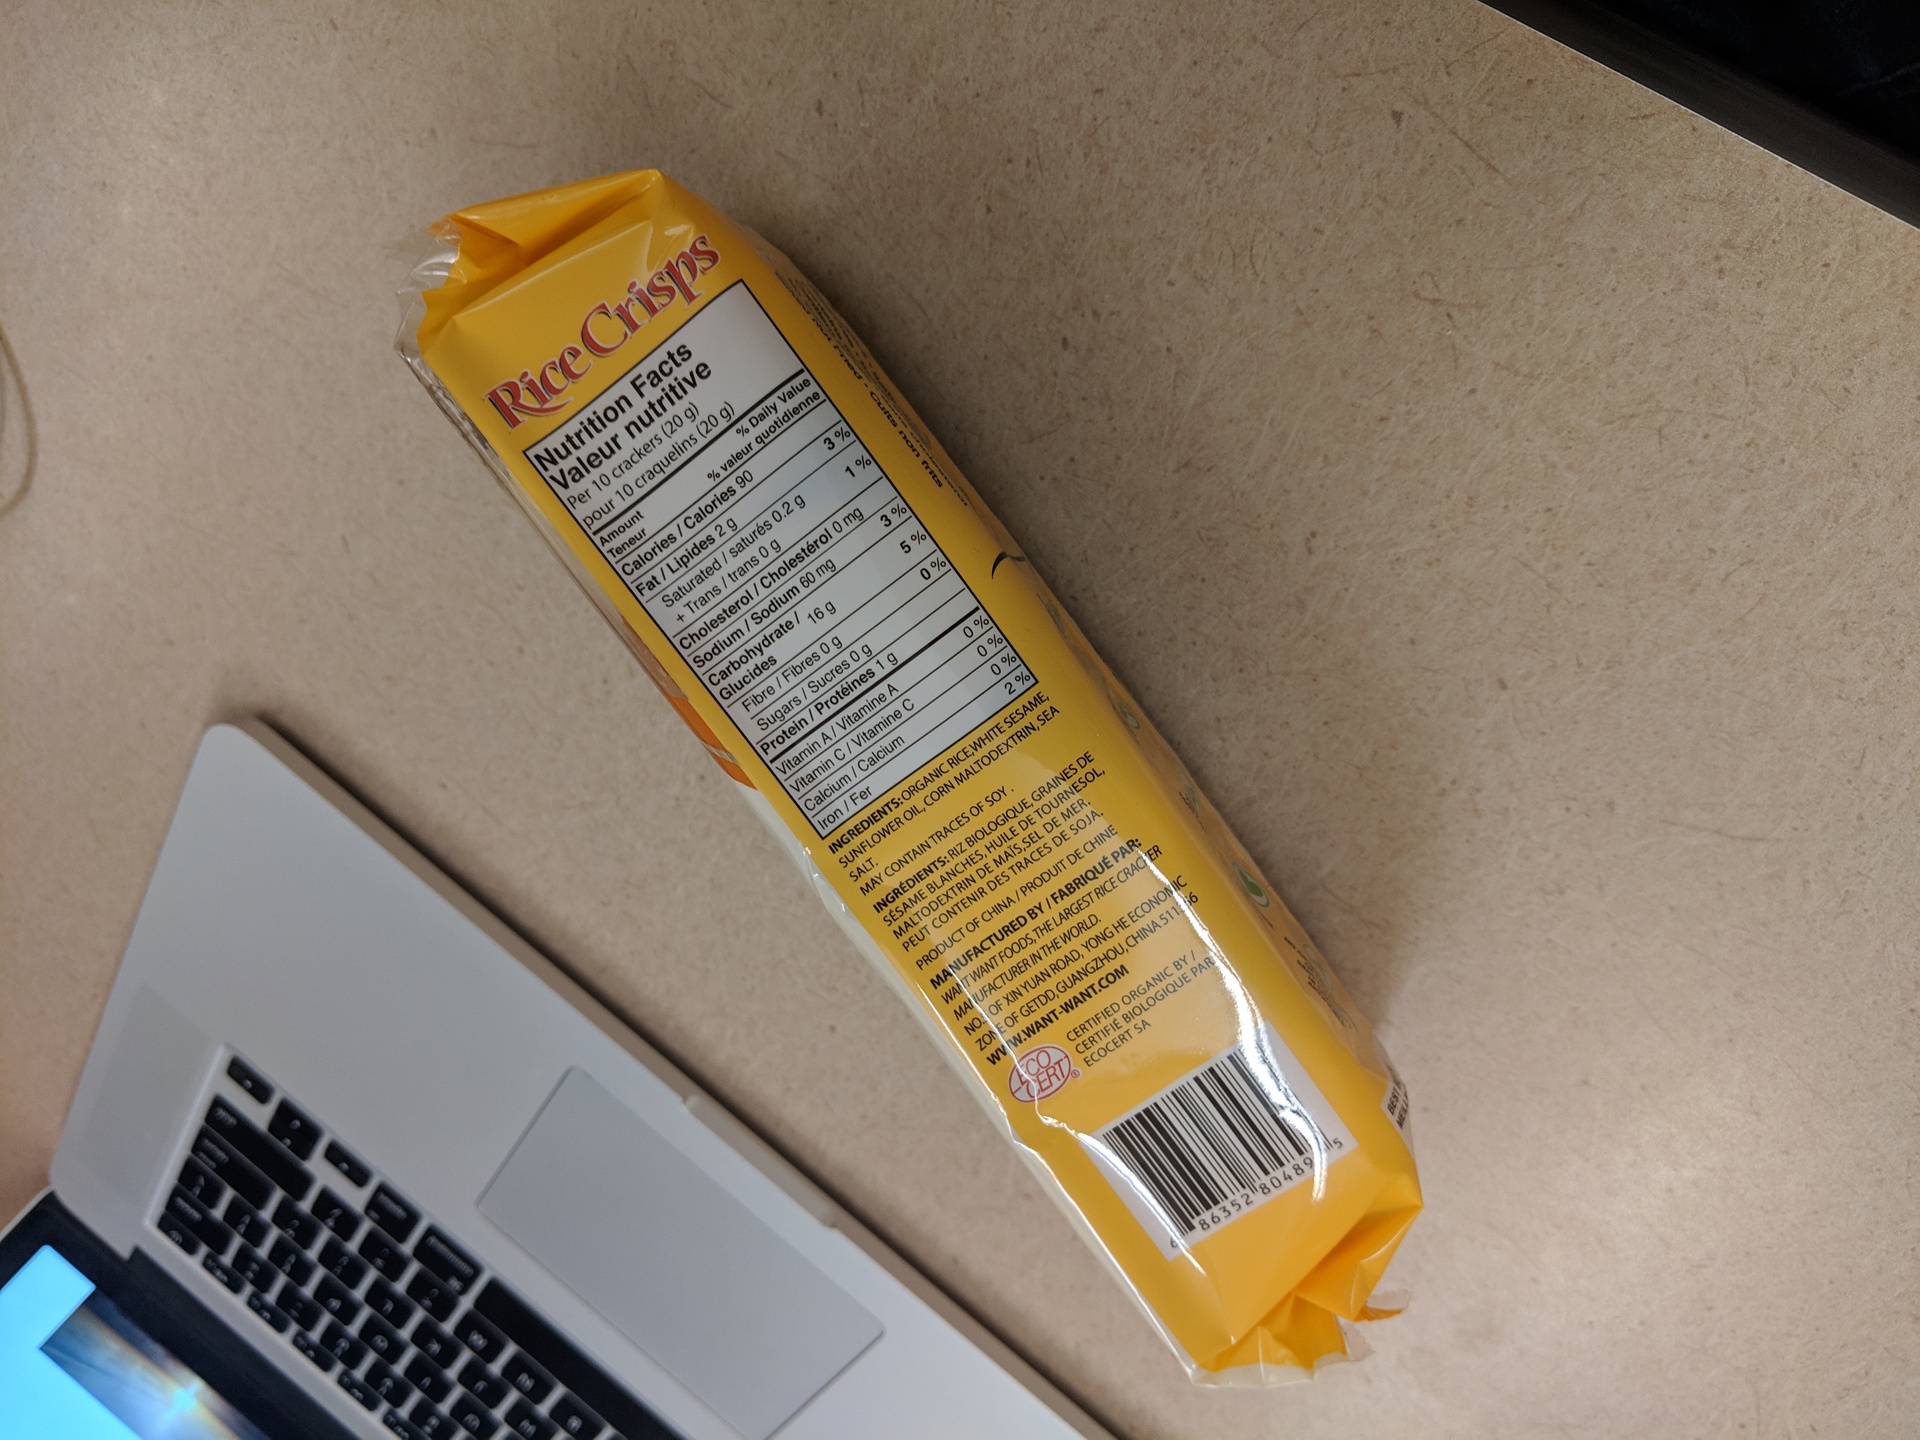 Rice Crisps
Nutrition Facts
Valeur nutritive
Per 10 crackers (20 g)
pour 10 craquelins (20 g)
Amount % Daily Value
Teneur % valeur quotidienne
Calories / Calories 90
Fat / Lipides 2 g 3 %
Saturated / saturés 0.2 g
+ Trans / trans 0 g 1 %
Cholesterol / Cholestérol 0 mg
Sodium / Sodium 60 mg 3 %
Carbohydrate / 16 g 5 %
Glucides
Fibre / Fibres 0 g 0 %
Sugars / Sucres 0 g
Protein / Protéines 1 g
Vitamin A / Vitamine A 0 %
Vitamin C / Vitamine C 0 %
Calcium / Calcium 0 %
Iron / Fer 2 %
INGREDIENTS: ORGANIC RICE, WHITE SESAME,
SUNFLOWER OIL, CORN MALTODEXTRIN, SEA
SALT.
MAY CONTAIN TRACES OF SOY .
INGRÉDIENTS: RIZ BIOLOGIQUE, GRAINES DE
SÉSAME BLANCHES, HUILE DE TOURNESOL,
MALTODEXTRIN DE MAÏS, SEL DE MER.
PEUT CONTENIR DES TRACES DE SOJA.
PRODUCT OF CHINA / PRODUIT DE CHINE
MANUFACTURED BY / FABRIQUÉ PAR:
WANT WANT FOODS, THE LARGEST RICE CRACKER
MANUFACTURER IN THE WORLD.
XIN YUAN ROAD, YONG HE ECONOMIC
ZONE OF GETDD, GUANGZHOU, CHINA
WWW.WANT-WANT.COM
ECO
CERT®
CERTIFIED ORGANIC BY /
CERTIFIÉ BIOLOGIQUE PAR
ECOCERT SA
6 86352 80489 5
Cuits non frits
BEST